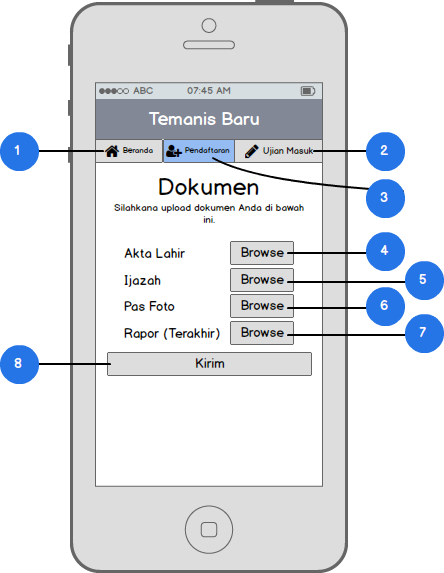 ABC 07:45 AM
Temanis Baru
1 Beranda Pendaftaran Ujian Masuk 2
3
Dokumen
Silahkana upload dokumen Anda di bawah
ini.
Akta Lahir Browse 4
Ijazah Browse 5
Pas Foto Browse 6
Rapor (Terakhir) Browse 7
8 Kirim